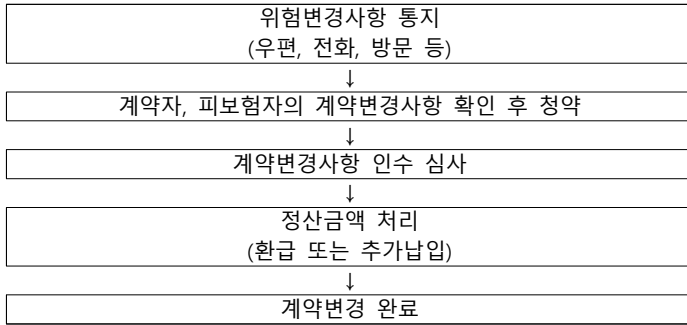 위험변경사항 통지
(우편, 전화, 방문 등)
↓
계약자, 피보험자의 계약변경사항 확인 후 청약
↓
계약변경사항 인수 심사
↓
정산금액 처리
(환급 또는 추가납입)
↓
계약변경 완료